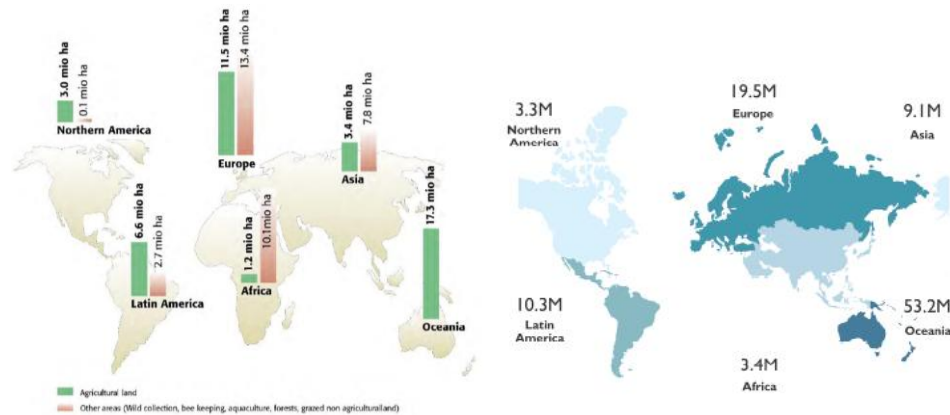 3.0 mio ha
0.1 mio ha
Northern America
11.5 mio ha
13.4 mio ha
Europe
3.4 mio ha
7.8 mio ha
Asia
6.6 mio ha
2.7 mio ha
Latin America
1.2 mio ha
10.1mio ha
Africa
17.3 mio ha
Oceania
Agricultural land
Other areas (Wild collection, bee keeping, aquaculture, forests, grazed non agriculturalland)
3.3M
Northern
America
19.5M
Europe
9.1M
Asia
10.3M
Latin
America
53.2M
Oceania
3.4M
Africa